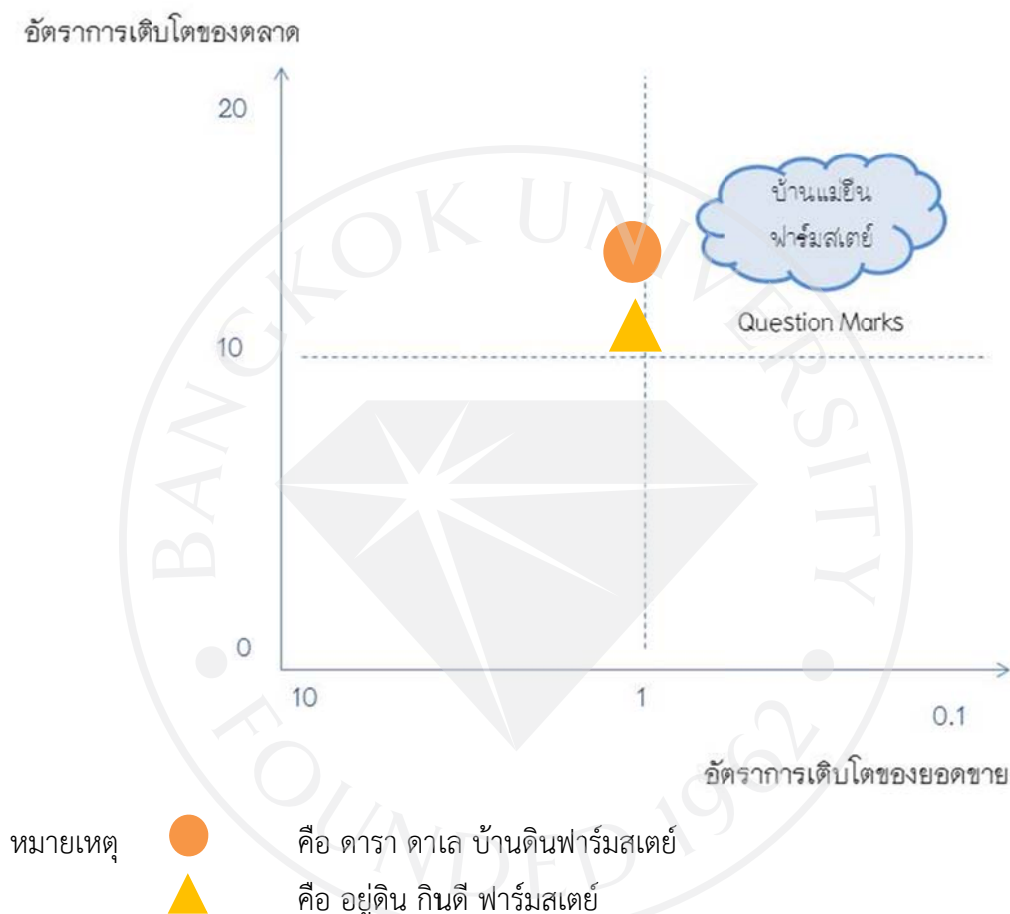 อัตราการเติบโตของตลาด
20
บ้านแม่ยืน
ฟาร์มสเตย์
Question Marks
10
0
10
1
0.1
อัตราการเติบโตของยอดขาย
BANGKOK UNIVERSITY
FOUNDED 1962
หมายเหตุ คือ ดารา ดาเล บ้านดินฟาร์มสเตย์
คือ อยู่ดิน กินดี ฟาร์มสเตย์